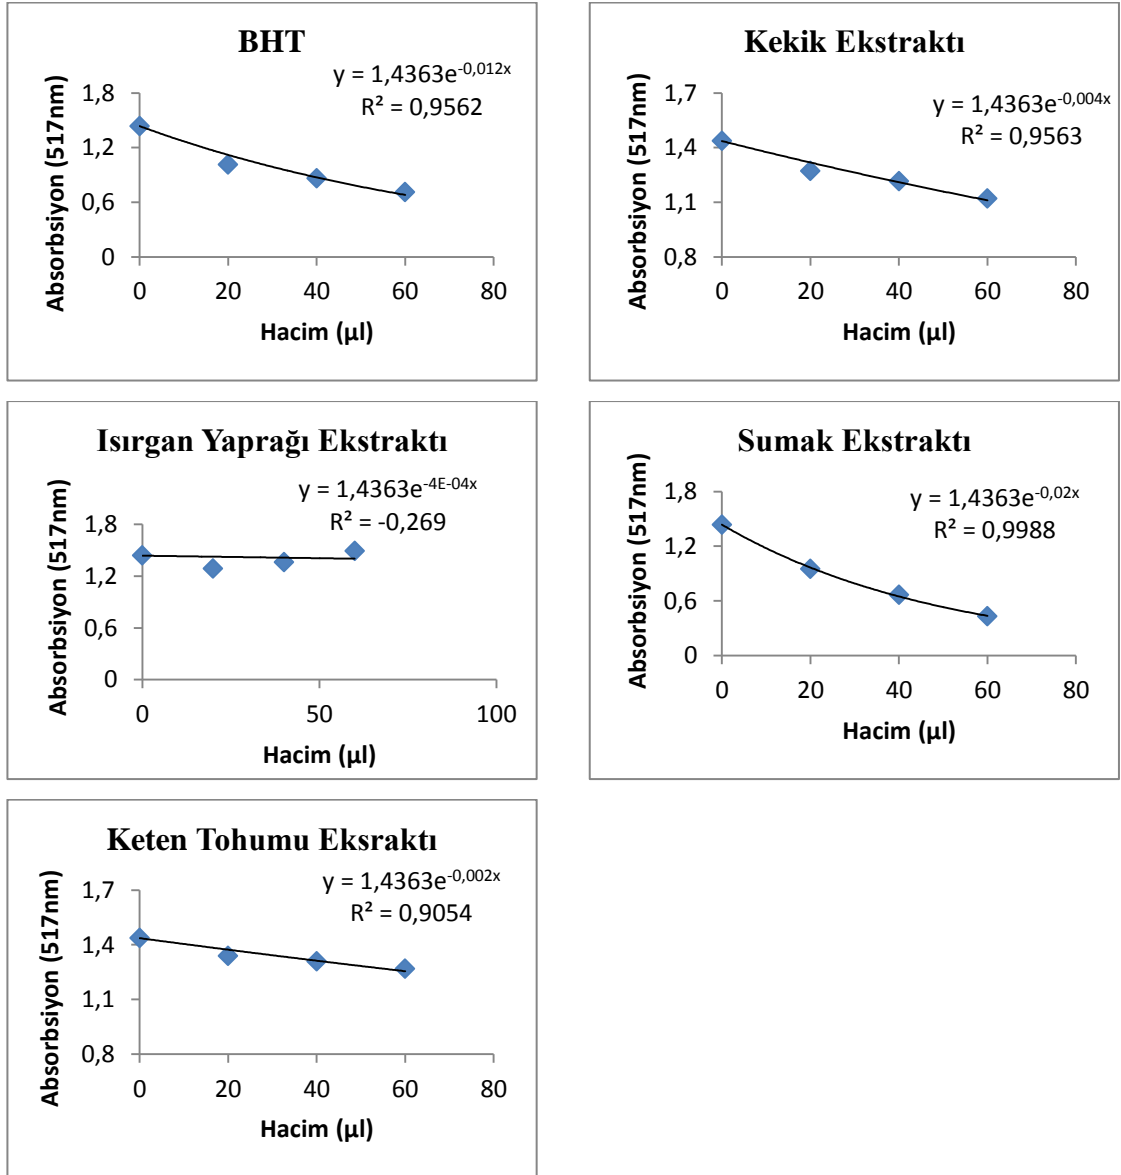 BHT
y = 1,4363e-0,012x
R² = 0,9562
Absorbsiyon (517nm)
1,8
1,2
0,6
0
0 20 40 60 80
Hacim (µl)
Kekik Ekstraktı
y = 1,4363e-0,004x
R² = 0,9563
Absorbsiyon (517nm)
1,7
1,4
1,1
0,8
0 20 40 60 80
Hacim (µl)
Isırgan Yaprağı Ekstraktı
y = 1,4363e-4E-04x
R² = -0,269
Absorbsiyon (517nm)
1,8
1,2
0,6
0
0 50 100
Hacim (µl)
Sumak Ekstraktı
y = 1,4363e-0,02x
R² = 0,9988
Absorbsiyon (517nm)
1,8
1,2
0,6
0
0 20 40 60 80
Hacim (µl)
Keten Tohumu Eksraktı
y = 1,4363e-0,002x
R² = 0,9054
Absorbsiyon (517nm)
1,7
1,4
1,1
0,8
0 20 40 60 80
Hacim (µl)